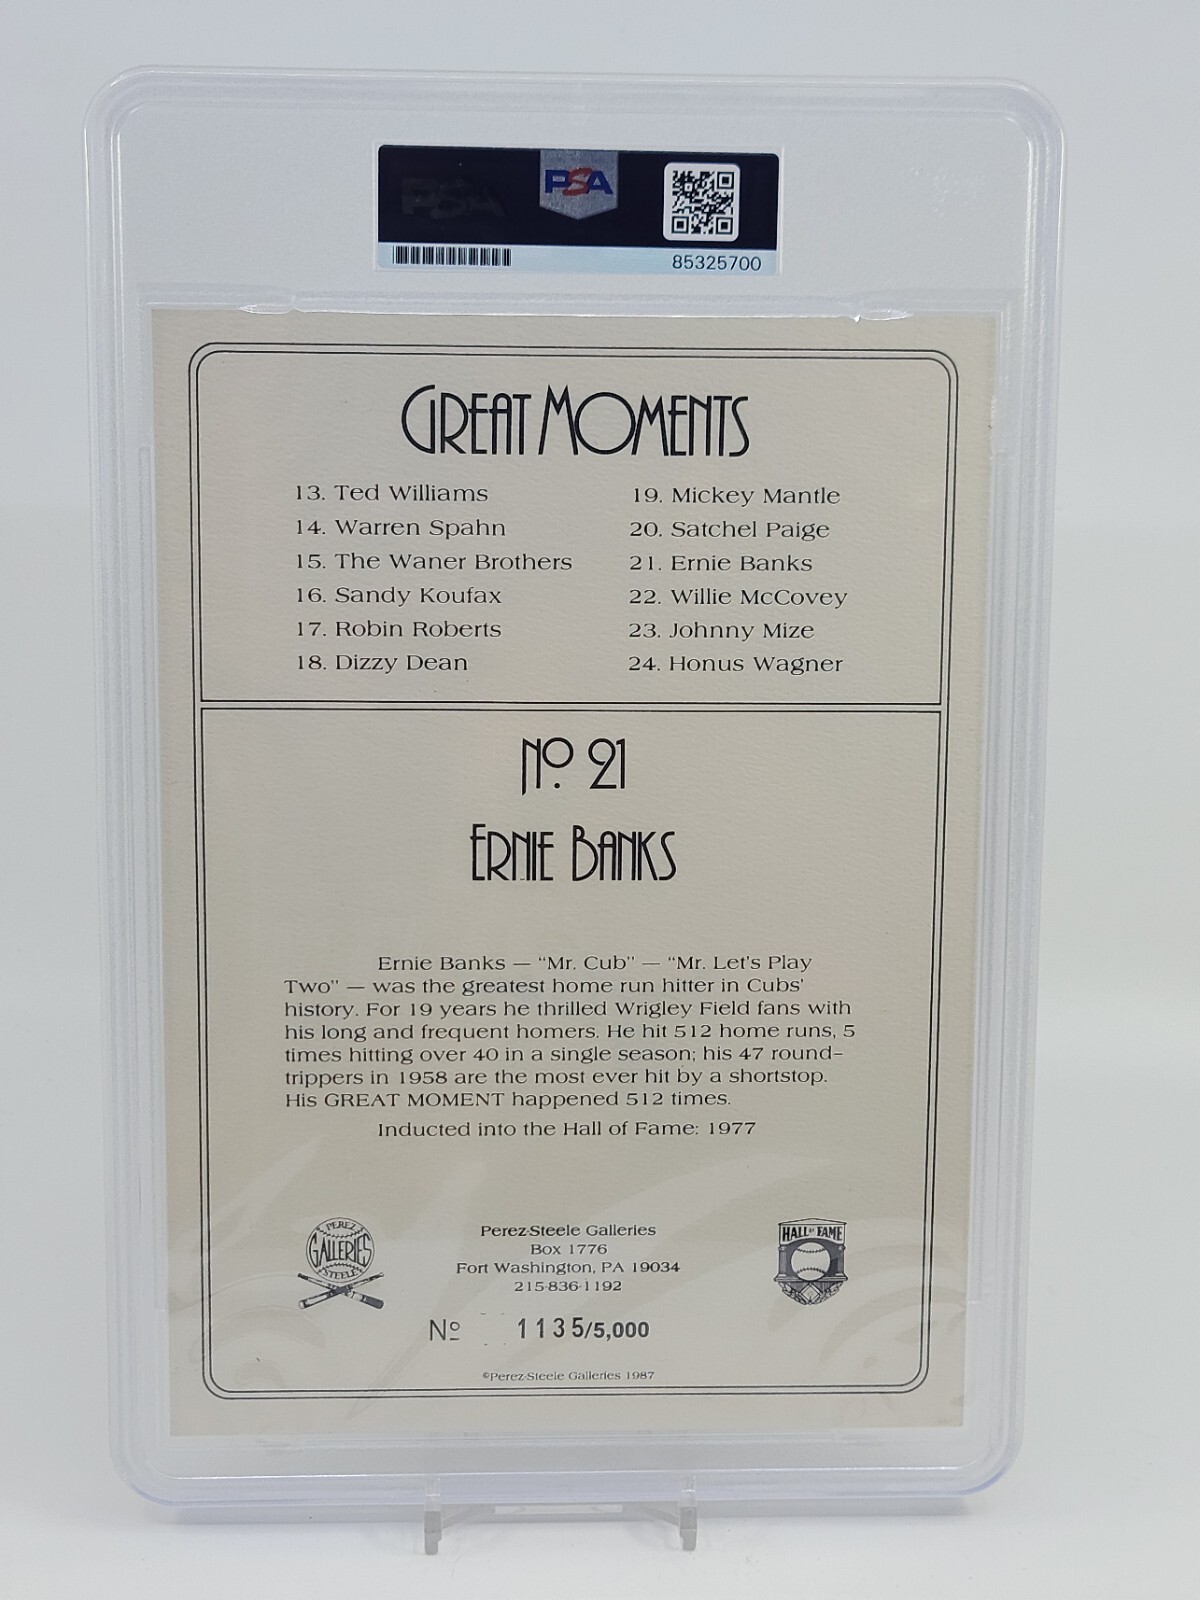 PSA
85325700
GREAT MOMENTS
13. Ted Williams
14. Warren Spahn
15. The Waner Brothers
16. Sandy Koufax
17. Robin Roberts
18. Dizzy Dean
19. Mickey Mantle
20. Satchel Paige
21. Ernie Banks
22. Willie McCovey
23. Johnny Mize
24. Honus Wagner
No. 21
ERNIE BANKS
Ernie Banks — "Mr. Cub" — "Mr. Let's Play
Two" — was the greatest home run hitter in Cubs'
history. For 19 years he thrilled Wrigley Field fans with
his long and frequent homers. He hit 512 home runs, 5
times hitting over 40 in a single season; his 47 round-
trippers in 1958 are the most ever hit by a shortstop.
His GREAT MOMENT happened 512 times.
Inducted into the Hall of Fame: 1977
PEREZ
GALLERIES
STEELE
Perez-Steele Galleries
Box 1776
Fort Washington, PA 19034
215-836-1192
HALL OF FAME
Nº 1135/5,000
©Perez-Steele Galleries 1987